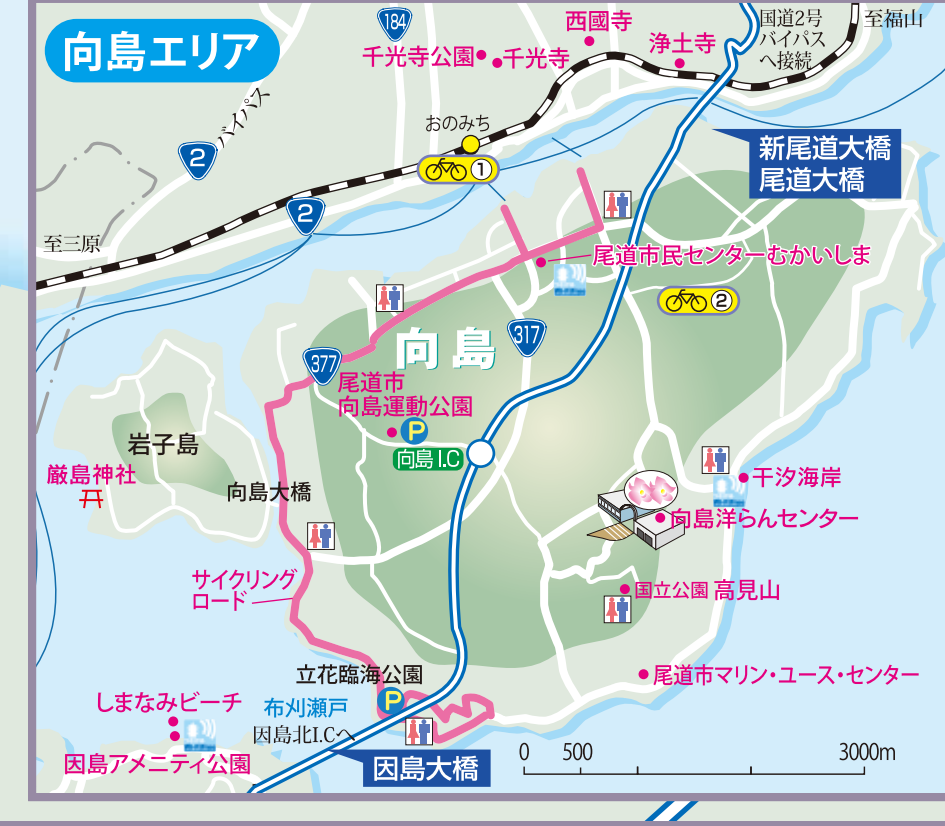 向島エリア
184
西國寺
国道2号
バイパス
へ接続
至福山
千光寺公園
千光寺
浄土寺
バイパス
2
おのみち
1
新尾道大橋
尾道大橋
2
至三原
尾道市民センターむかいしま
2
向島
317
377
尾道市
向島運動公園
P
向島I.C
岩子島
厳島神社
向島大橋
干汐海岸
向島洋らんセンター
サイクリング
ロード
国立公園 高見山
立花臨海公園
P
尾道市マリン・ユース・センター
しまなみビーチ
布刈瀬戸
因島北I.Cへ
因島アメニティ公園
因島大橋
0 500 3000m